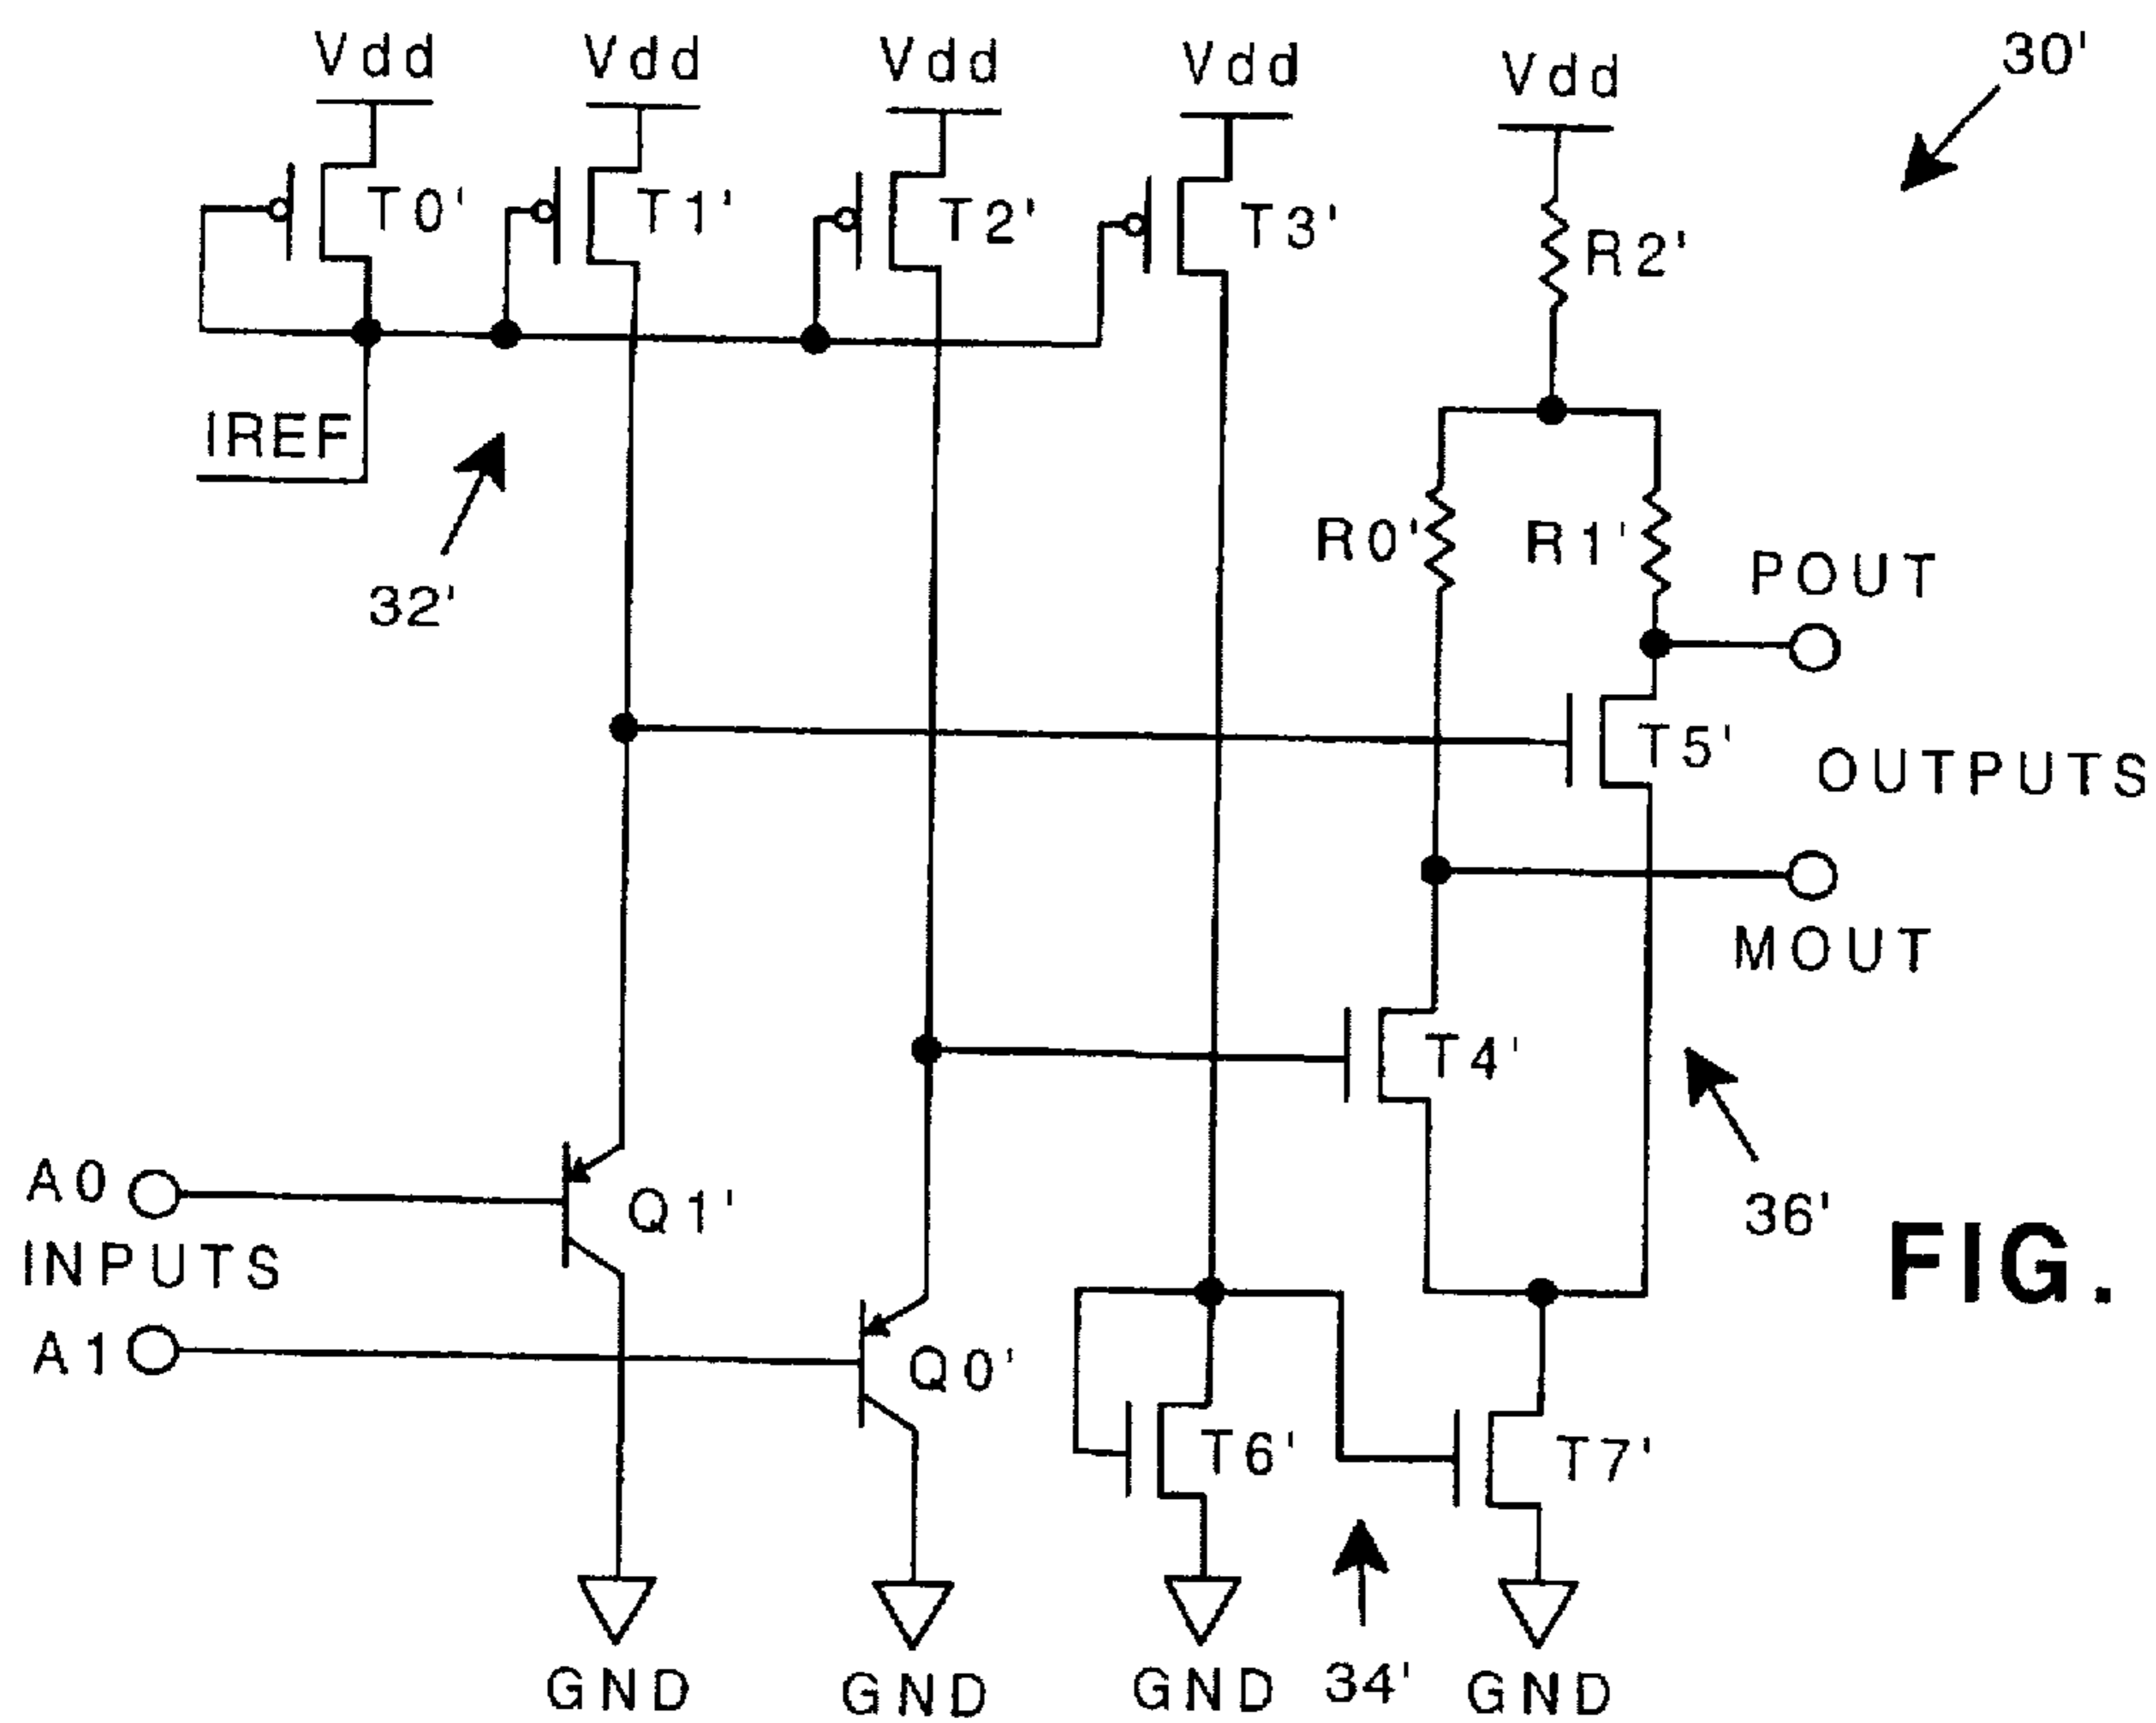 Vdd Vdd Vdd Vdd Vdd 30'
T0' T1' T2' T3' R2'
IREF
32'
R0' R1' POUT
T5' OUTPUTS
MOUT
T4'
A0 Q1' 36'
INPUTS FIG.
A1 Q0'
T6' T7'
GND GND GND 34' GND